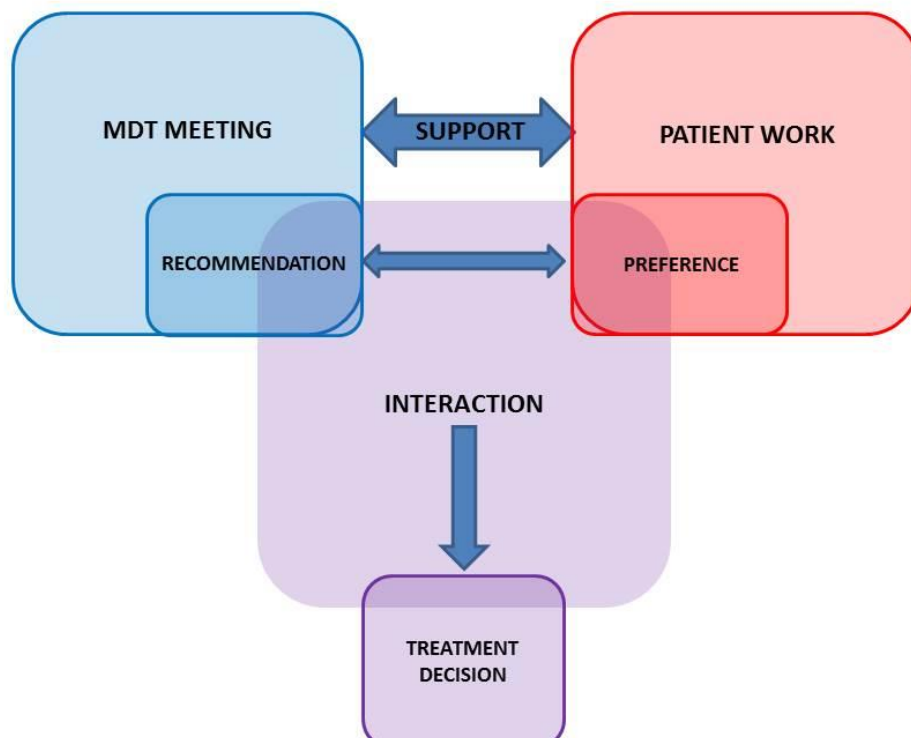 MDT MEETING
SUPPORT
PATIENT WORK
RECOMMENDATION
PREFERENCE
INTERACTION
TREATMENT
DECISION